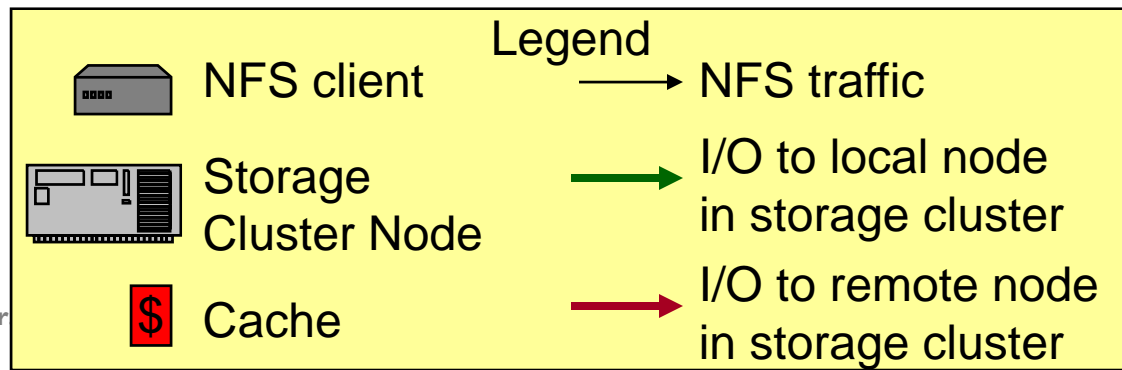 Legend
NFS client
NFS traffic
Storage
Cluster Node
I/O to local node
in storage cluster
$
Cache
I/O to remote node
in storage cluster